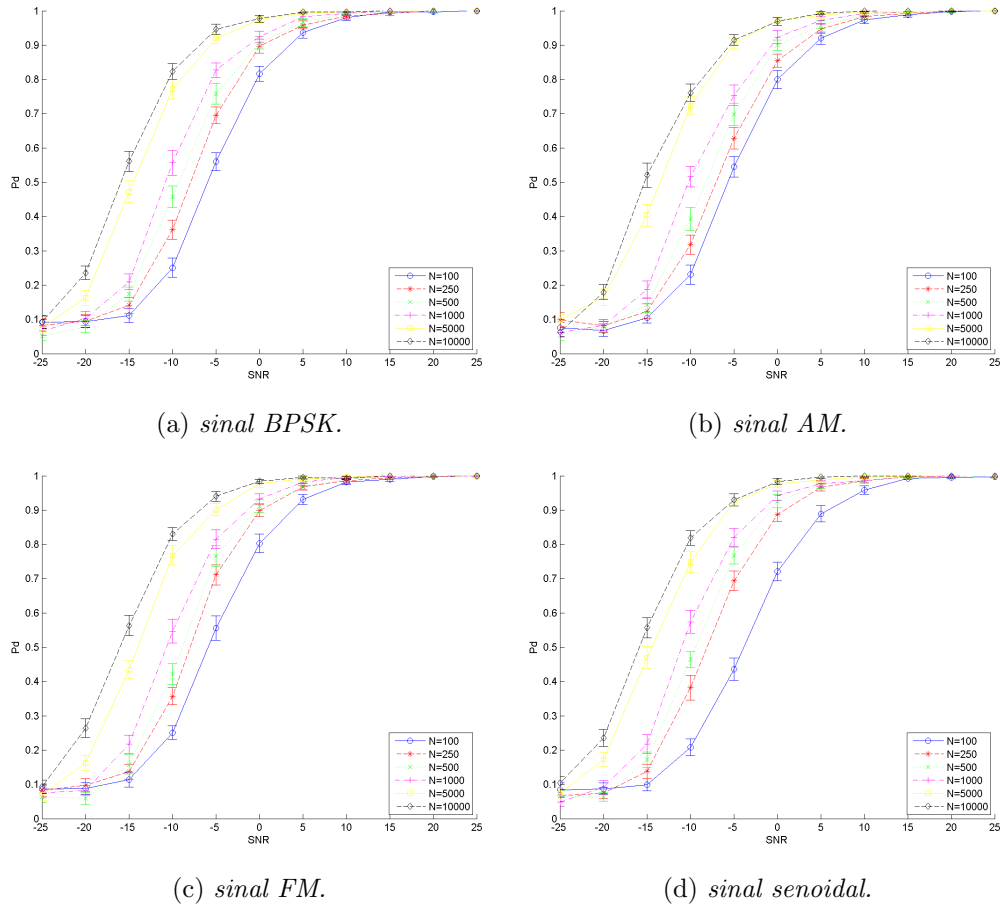 1
0.9
0.8
0.7
0.6
0.5
0.4
0.3
0.2
0.1
0
Pd
-25 -20 -15 -10 -5 0 5 10 15 20 25
SNR
N=100
N=250
N=500
N=1000
N=5000
N=10000
(a) sinal BPSK.
1
0.9
0.8
0.7
0.6
0.5
0.4
0.3
0.2
0.1
0
Pd
-25 -20 -15 -10 -5 0 5 10 15 20 25
SNR
N=100
N=250
N=500
N=1000
N=5000
N=10000
(b) sinal AM.
1
0.9
0.8
0.7
0.6
0.5
0.4
0.3
0.2
0.1
0
Pd
-25 -20 -15 -10 -5 0 5 10 15 20 25
SNR
N=100
N=250
N=500
N=1000
N=5000
N=10000
(c) sinal FM.
1
0.9
0.8
0.7
0.6
0.5
0.4
0.3
0.2
0.1
0
Pd
-25 -20 -15 -10 -5 0 5 10 15 20 25
SNR
N=100
N=250
N=500
N=1000
N=5000
N=10000
(d) sinal senoidal.